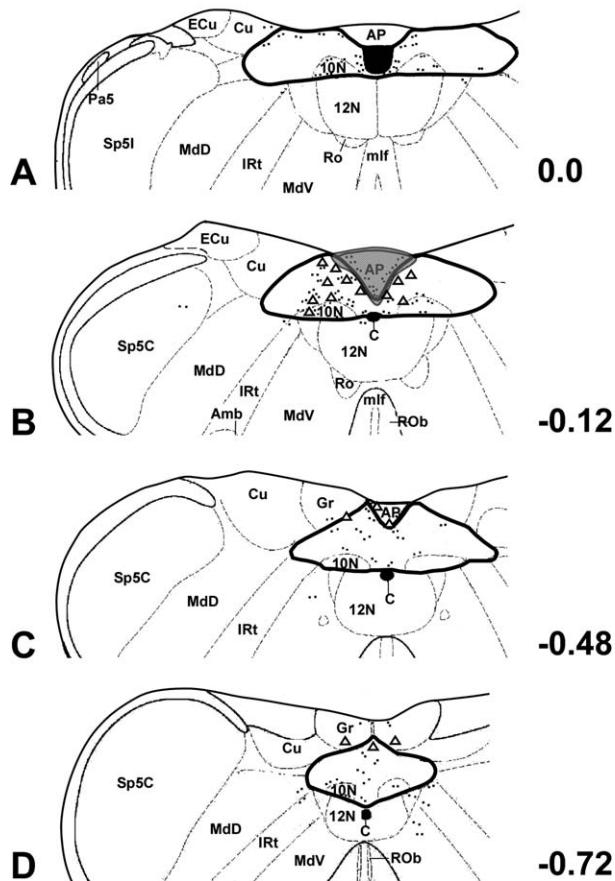 ECu Cu AP
Pa5 10N
Sp5I MdD 12N
A IRt Ro mlf 0.0
MdV
ECu AP
Cu
10N C
Sp5C 12N
MdD
IRt Ro mlf
B Amb MdV ROb -0.12
Cu Gr AP
Sp5C 10N
MdD C
12N
C IRt -0.48
Gr
Cu
Sp5C 10N
12N
MdD C
IRt
D MdV ROb -0.72